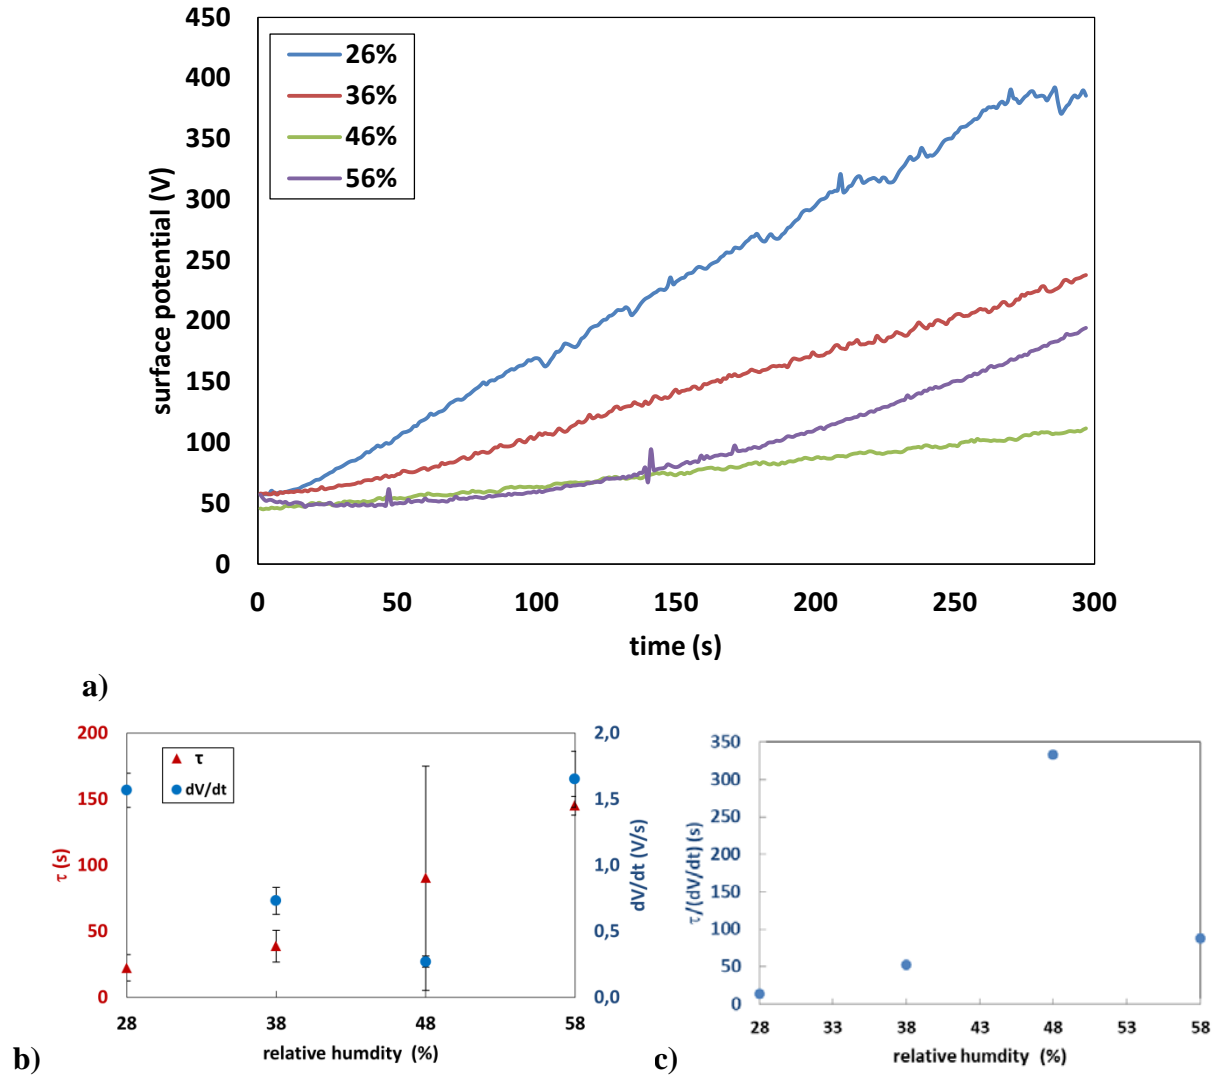 450
400
350
300
250
200
150
100
50
0
surface potential (V)
26%
36%
46%
56%
0 50 100 150 200 250 300
time (s)
a)
200
150
100
50
0
τ (s)
τ
dV/dt
2,0
1,5
1,0
0,5
0,0
dV/dt (V/s)
28 38 48 58
relative humdity (%)
b)
350
300
250
200
150
100
50
0
τ/(dV/dt) (s)
28 33 38 43 48 53 58
relative humdity (%)
c)